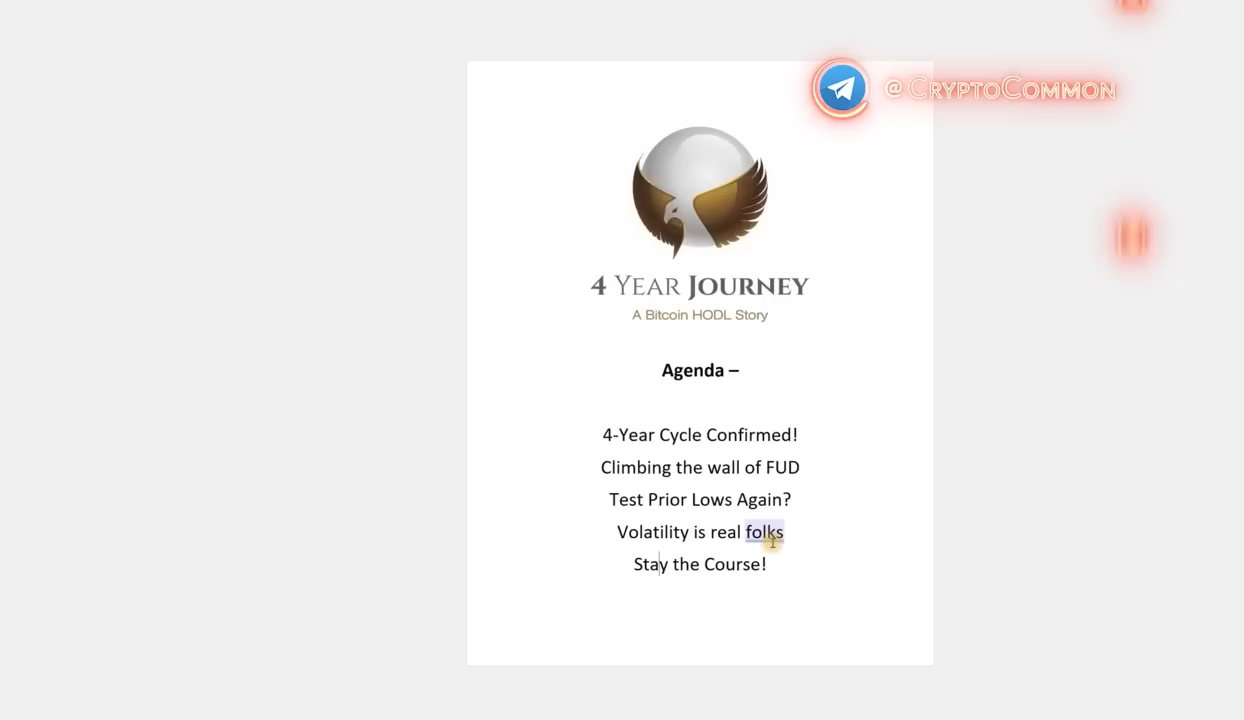 @CryptoCommon
4 Year Journey
A Bitcoin HODL Story
Agenda –
4-Year Cycle Confirmed!
Climbing the wall of FUD
Test Prior Lows Again?
Volatility is real folks
Stay the Course!